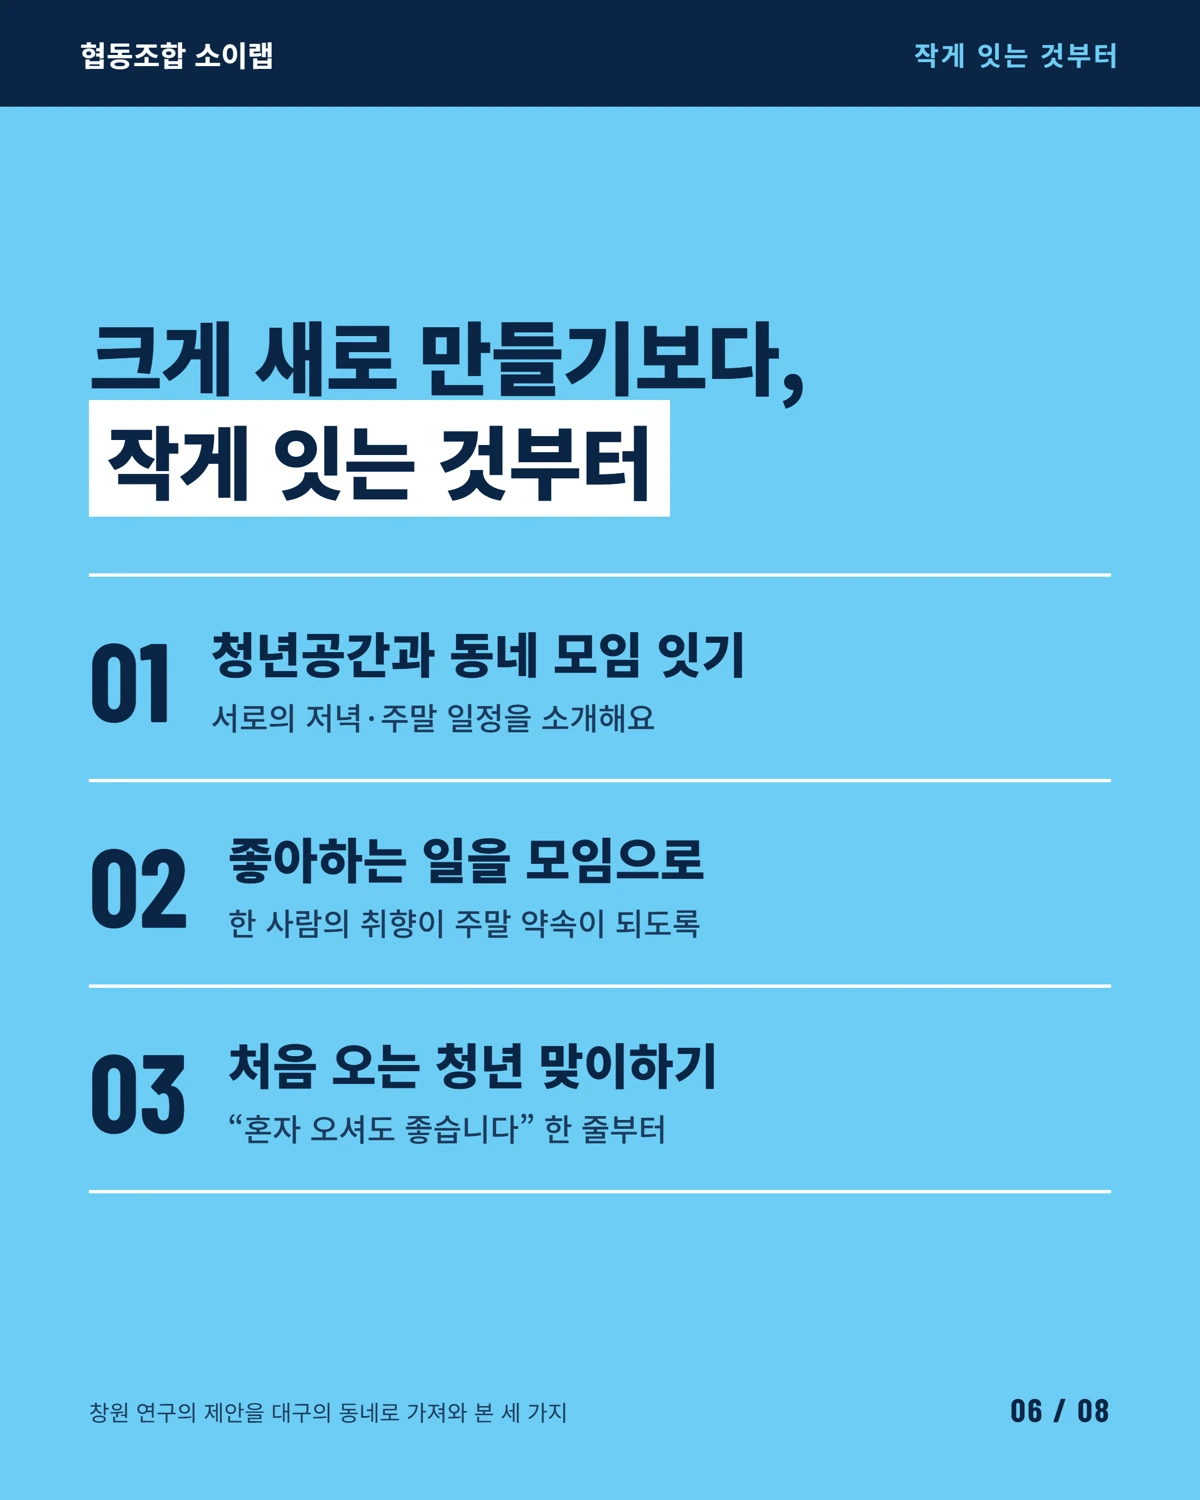 협동조합 소이랩
작게 잇는 것부터
크게 새로 만들기보다,
작게 잇는 것부터
01
청년공간과 동네 모임 잇기
서로의 저녁·주말 일정을 소개해요
02
좋아하는 일을 모임으로
한 사람의 취향이 주말 약속이 되도록
03
처음 오는 청년 맞이하기
“혼자 오셔도 좋습니다” 한 줄부터
창원 연구의 제안을 대구의 동네로 가져와 본 세 가지
06 / 08